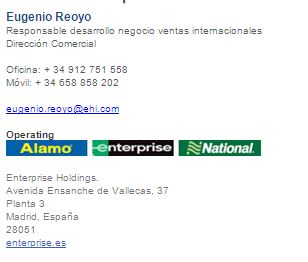 Eugenio Reoyo
Responsable desarrollo negocio ventas internacionales
Dirección Comercial
Oficina: + 34 912 751 558
Móvil: + 34 658 858 202
eugenio.reoyo@ehi.com
Operating
Alamo enterprise National
Enterprise Holdings.
Avenida Ensanche de Vallecas, 37
Planta 3
Madrid, España
28051
enterprise.es